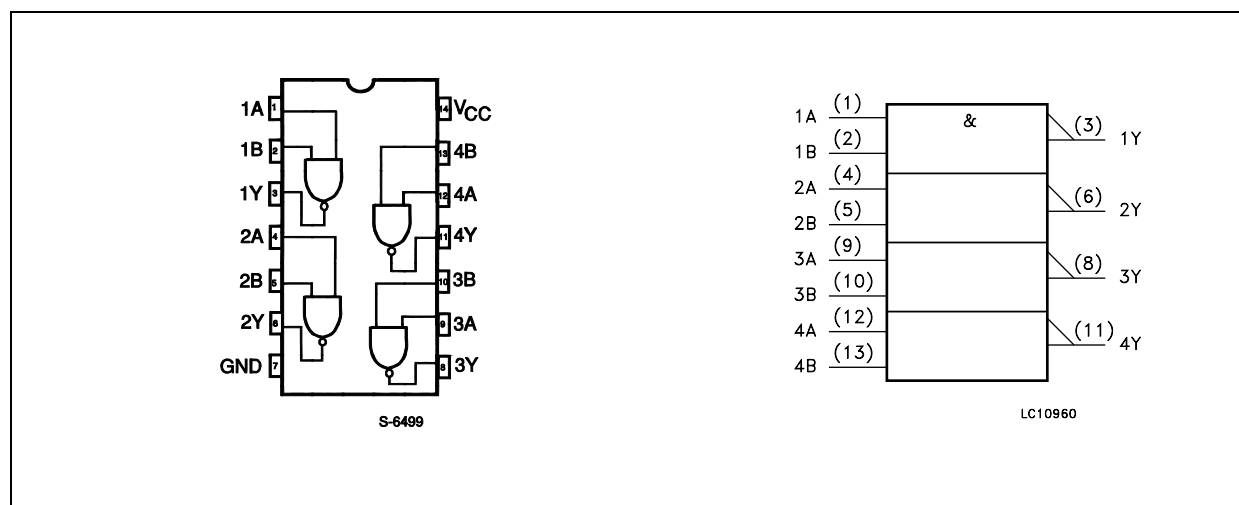 1A 1
1B 2
1Y 3
2A 4
2B 5
2Y 6
GND 7
14 VCC
13 4B
12 4A
11 4Y
10 3B
9 3A
8 3Y
S-6499
1A (1)
1B (2)
2A (4)
2B (5)
3A (9)
3B (10)
4A (12)
4B (13)
&
(3) 1Y
(6) 2Y
(8) 3Y
(11) 4Y
LC10960